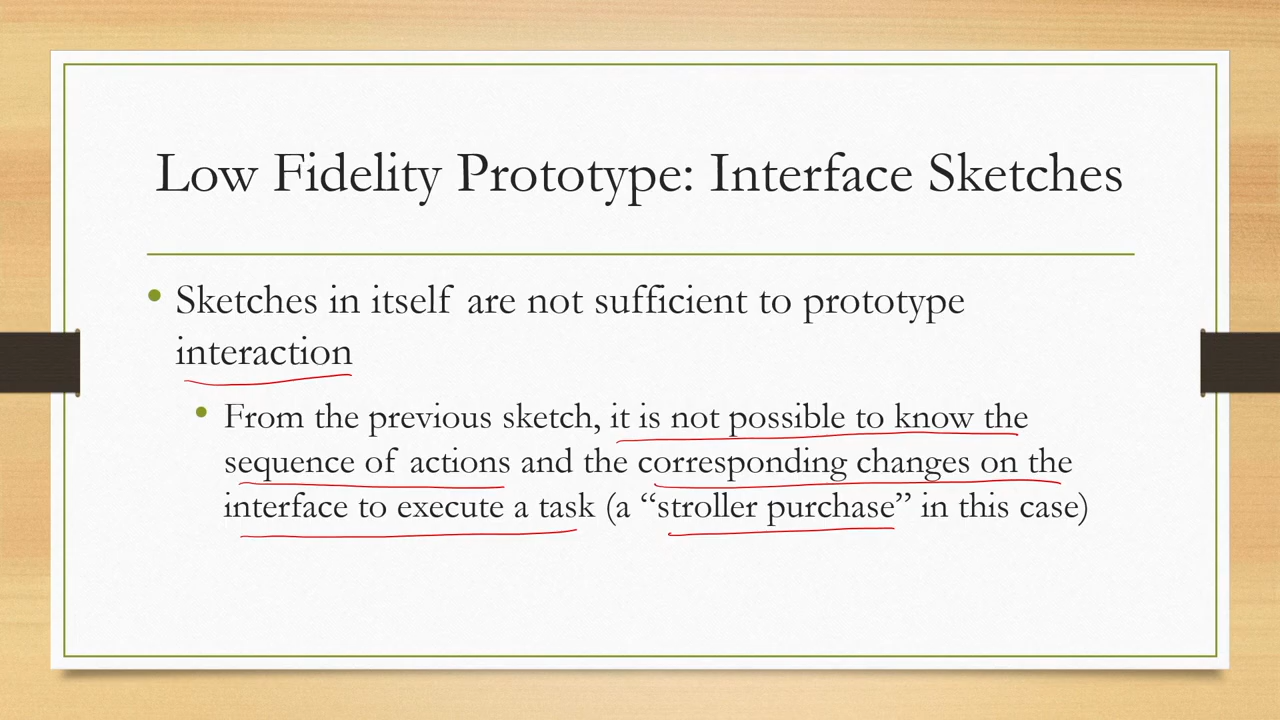 Low Fidelity Prototype: Interface Sketches
• Sketches in itself are not sufficient to prototype
interaction
• From the previous sketch, it is not possible to know the
sequence of actions and the corresponding changes on the
interface to execute a task (a “stroller purchase” in this case)